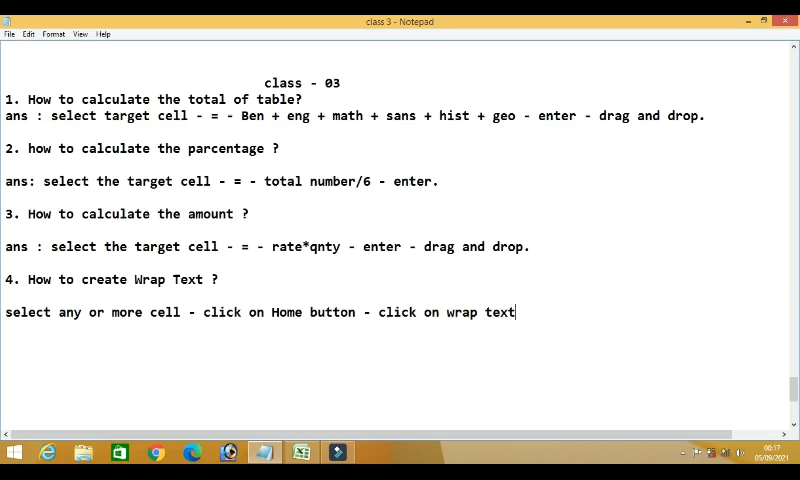 class 3 - Notepad
File Edit Format View Help
class - 03
1. How to calculate the total of table?
ans : select target cell - = - Ben + eng + math + sans + hist + geo - enter - drag and drop.
2. how to calculate the parcentage ?
ans: select the target cell - = - total number/6 - enter.
3. How to calculate the amount ?
ans : select the target cell - = - rate*qnty - enter - drag and drop.
4. How to create Wrap Text ?
select any or more cell - click on Home button - click on wrap text
00:17
05/09/2021